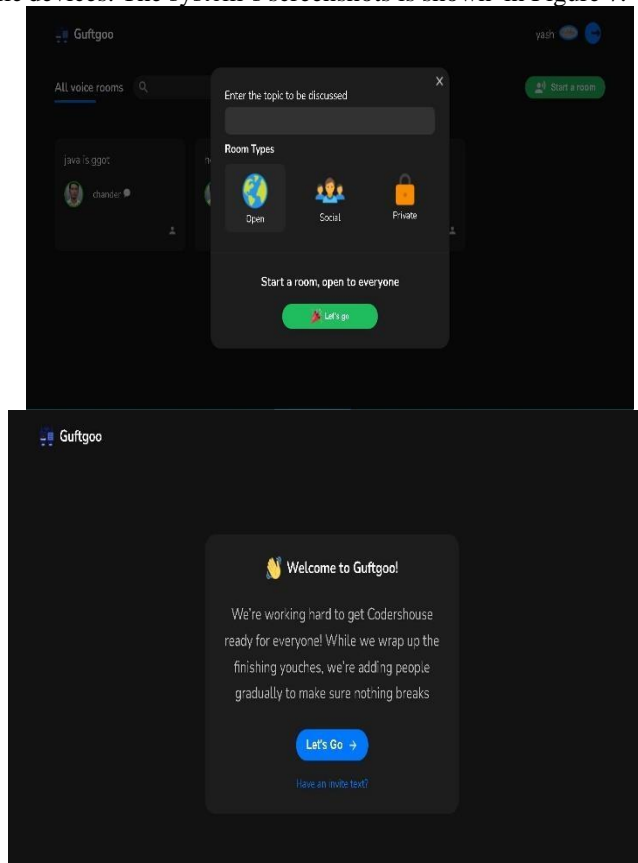 devices. The system's screenshots is shown in Figure 7.
Guftgoo
yash
All voice rooms
Start a room
X
Enter the topic to be discussed
Room Types
Open Social Private
Start a room, open to everyone
Let's go
java is ggot
chander
Guftgoo
Welcome to Guftgoo!
We're working hard to get Codershouse
ready for everyone! While we wrap up the
finishing youches, we're adding people
gradually to make sure nothing breaks
Let's Go →
Have an invite text?